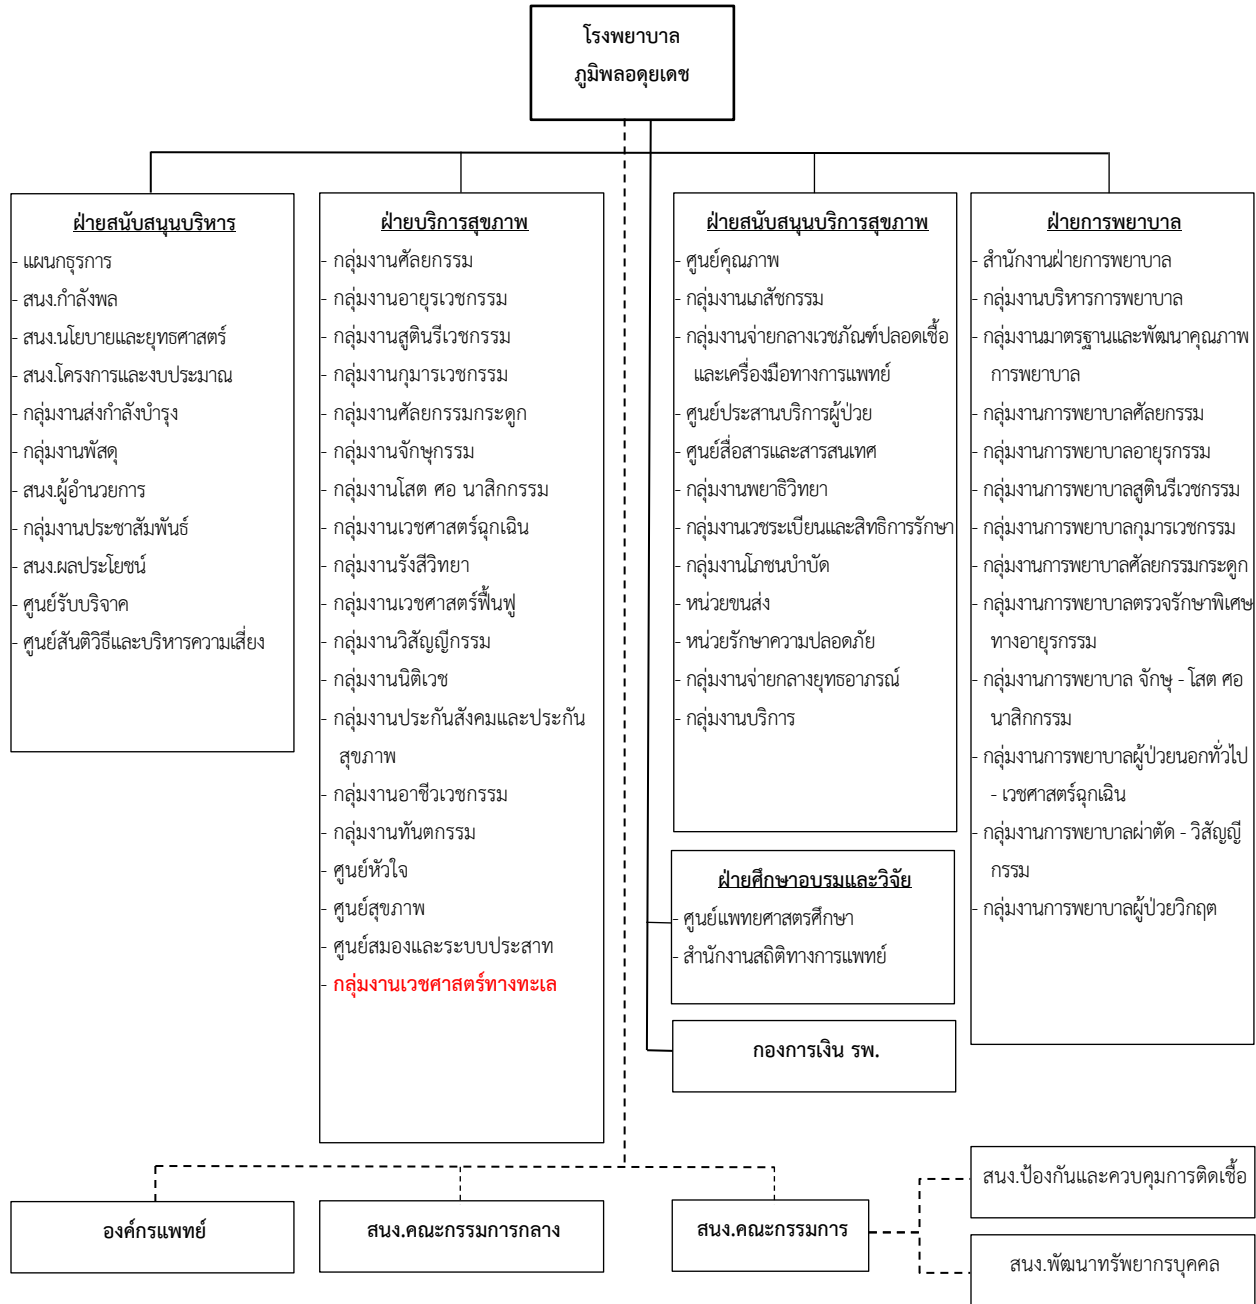 โรงพยาบาล
ภูมิพลอดุยเดช
ฝ่ายสนับสนุนบริหาร
- แผนกธุรการ
- สนง.กำลังพล
- สนง.นโยบายและยุทธศาสตร์
- สนง.โครงการและงบประมาณ
- กลุ่มงานส่งกำลังบำรุง
- กลุ่มงานพัสดุ
- สนง.ผู้อำนวยการ
- กลุ่มงานประชาสัมพันธ์
- สนง.ผลประโยชน์
- ศูนย์รับบริจาค
- ศูนย์สันติวิธีและบริหารความเสี่ยง
ฝ่ายบริการสุขภาพ
- กลุ่มงานศัลยกรรม
- กลุ่มงานอายุรเวชกรรม
- กลุ่มงานสูตินรีเวชกรรม
- กลุ่มงานกุมารเวชกรรม
- กลุ่มงานศัลยกรรมกระดูก
- กลุ่มงานจักษุกรรม
- กลุ่มงานโสต ศอ นาสิกกรรม
- กลุ่มงานเวชศาสตร์ฉุกเฉิน
- กลุ่มงานรังสีวิทยา
- กลุ่มงานเวชศาสตร์ฟื้นฟู
- กลุ่มงานวิสัญญีกรรม
- กลุ่มงานนิติเวช
- กลุ่มงานประกันสังคมและประกัน
สุขภาพ
- กลุ่มงานอาชีวเวชกรรม
- กลุ่มงานทันตกรรม
- ศูนย์หัวใจ
- ศูนย์สุขภาพ
- ศูนย์สมองและระบบประสาท
- กลุ่มงานเวชศาสตร์ทางทะเล
ฝ่ายสนับสนุนบริการสุขภาพ
- ศูนย์คุณภาพ
- กลุ่มงานเภสัชกรรม
- กลุ่มงานจ่ายกลางเวชภัณฑ์ปลอดเชื้อ
และเครื่องมือทางการแพทย์
- ศูนย์ประสานบริการผู้ป่วย
- ศูนย์สื่อสารและสารสนเทศ
- กลุ่มงานพยาธิวิทยา
- กลุ่มงานเวชระเบียนและสิทธิการรักษา
- กลุ่มงานโภชนบำบัด
- หน่วยขนส่ง
- หน่วยรักษาความปลอดภัย
- กลุ่มงานจ่ายกลางยุทธอาภรณ์
- กลุ่มงานบริการ
ฝ่ายศึกษาอบรมและวิจัย
- ศูนย์แพทยศาสตรศึกษา
- สำนักงานสถิติทางการแพทย์
กองการเงิน รพ.
ฝ่ายการพยาบาล
- สำนักงานฝ่ายการพยาบาล
- กลุ่มงานบริหารการพยาบาล
- กลุ่มงานมาตรฐานและพัฒนาคุณภาพ
การพยาบาล
- กลุ่มงานการพยาบาลศัลยกรรม
- กลุ่มงานการพยาบาลอายุรกรรม
- กลุ่มงานการพยาบาลสูตินรีเวชกรรม
- กลุ่มงานการพยาบาลกุมารเวชกรรม
- กลุ่มงานการพยาบาลศัลยกรรมกระดูก
- กลุ่มงานการพยาบาลตรวจรักษาพิเศษ
ทางอายุรกรรม
- กลุ่มงานการพยาบาล จักษุ - โสต ศอ
นาสิกกรรม
- กลุ่มงานการพยาบาลผู้ป่วยนอกทั่วไป
- เวชศาสตร์ฉุกเฉิน
- กลุ่มงานการพยาบาลผ่าตัด - วิสัญญี
กรรม
- กลุ่มงานการพยาบาลผู้ป่วยวิกฤต
องค์กรแพทย์
สนง.คณะกรรมการกลาง
สนง.คณะกรรมการ
สนง.ป้องกันและควบคุมการติดเชื้อ
สนง.พัฒนาทรัพยากรบุคคล